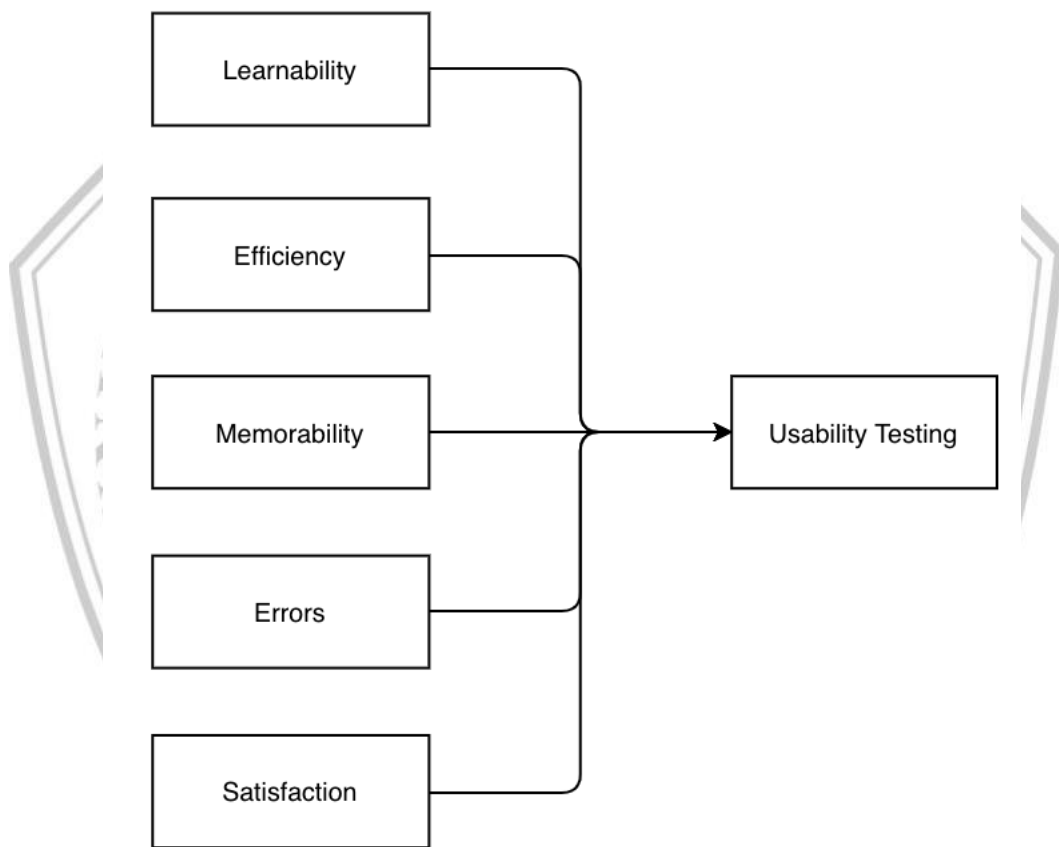 Learnability
Efficiency
Memorability
Usability Testing
Errors
Satisfaction